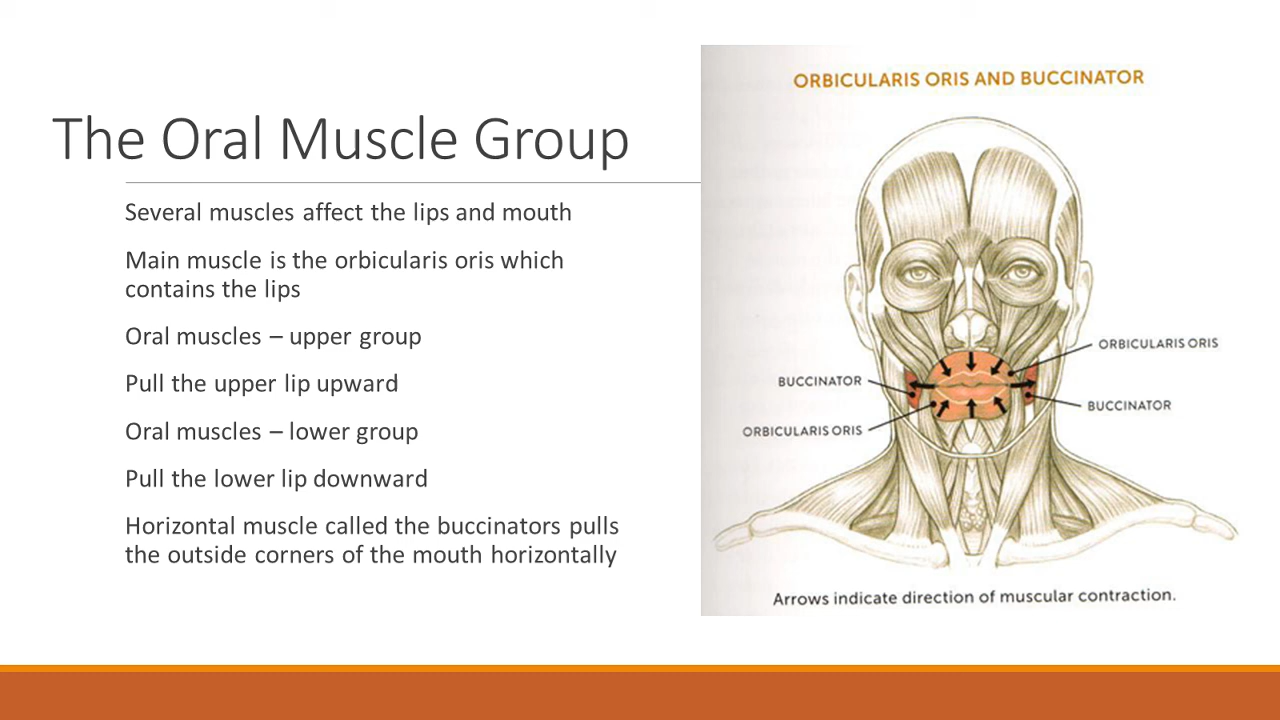 The Oral Muscle Group
Several muscles affect the lips and mouth
Main muscle is the orbicularis oris which
contains the lips
Oral muscles – upper group
Pull the upper lip upward
Oral muscles – lower group
Pull the lower lip downward
Horizontal muscle called the buccinators pulls
the outside corners of the mouth horizontally
ORBICULARIS ORIS AND BUCCINATOR
ORBICULARIS ORIS
BUCCINATOR
BUCCINATOR
ORBICULARIS ORIS
Arrows indicate direction of muscular contraction.